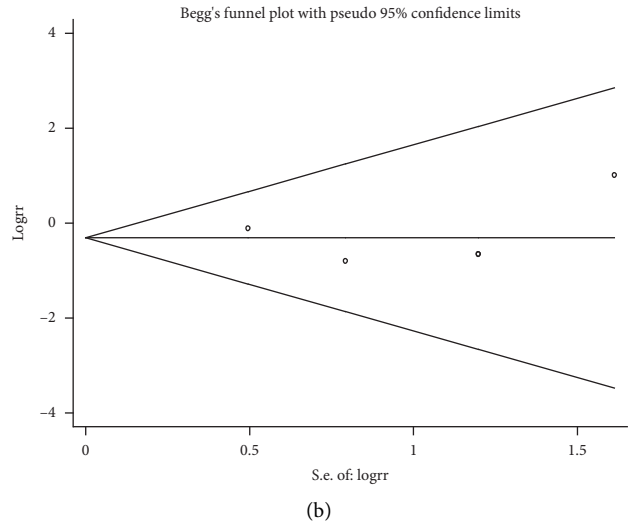 Begg's funnel plot with pseudo 95% confidence limits
4
2
0
−2
−4
Logrr
0 0.5 1 1.5
S.e. of: logrr
(b)